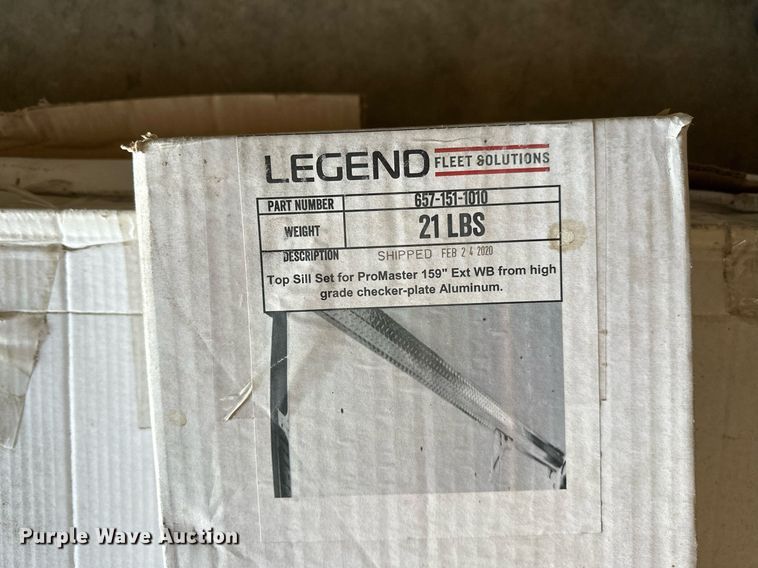 LEGEND FLEET SOLUTIONS
PART NUMBER 657-151-1010
WEIGHT 21 LBS
DESCRIPTION SHIPPED FEB 24 2020
Top Sill Set for ProMaster 159" Ext WB from high
grade checker-plate Aluminum.
Purple Wave Auction®